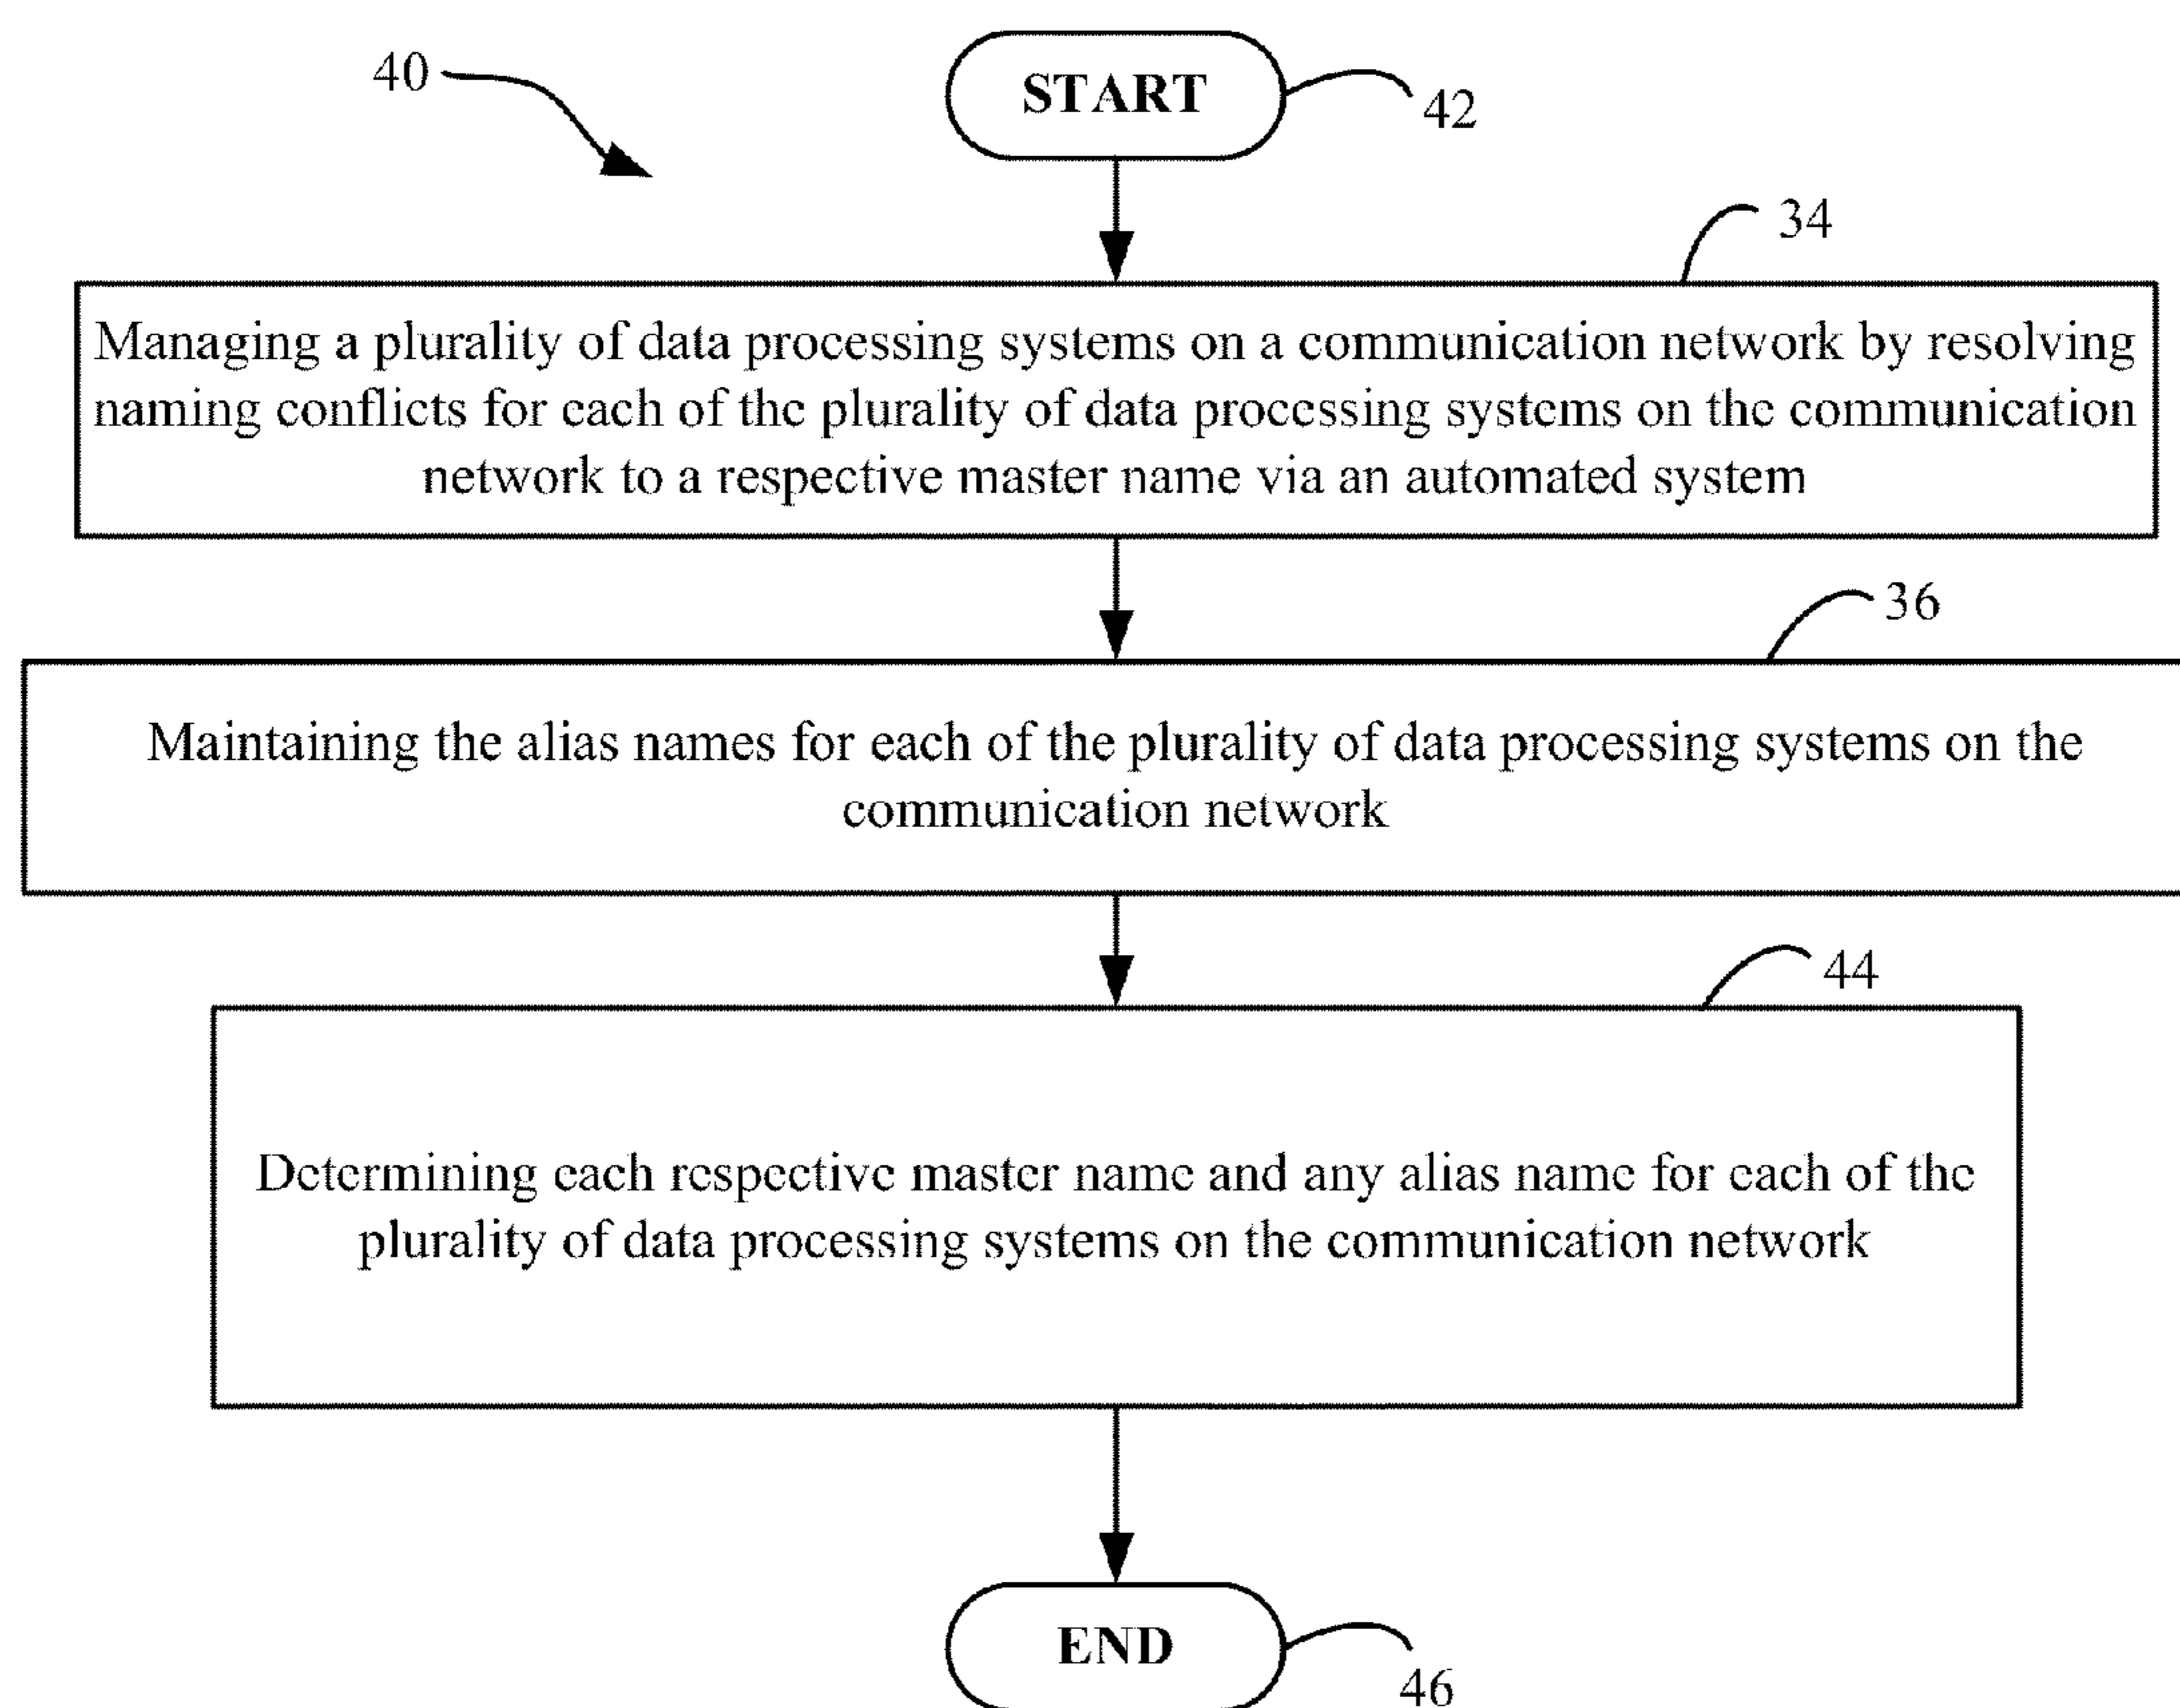 40
START
42
34
Managing a plurality of data processing systems on a communication network by resolving
naming conflicts for each of the plurality of data processing systems on the communication
network to a respective master name via an automated system
36
Maintaining the alias names for each of the plurality of data processing systems on the
communication network
44
Determining each respective master name and any alias name for each of the
plurality of data processing systems on the communication network
END
46